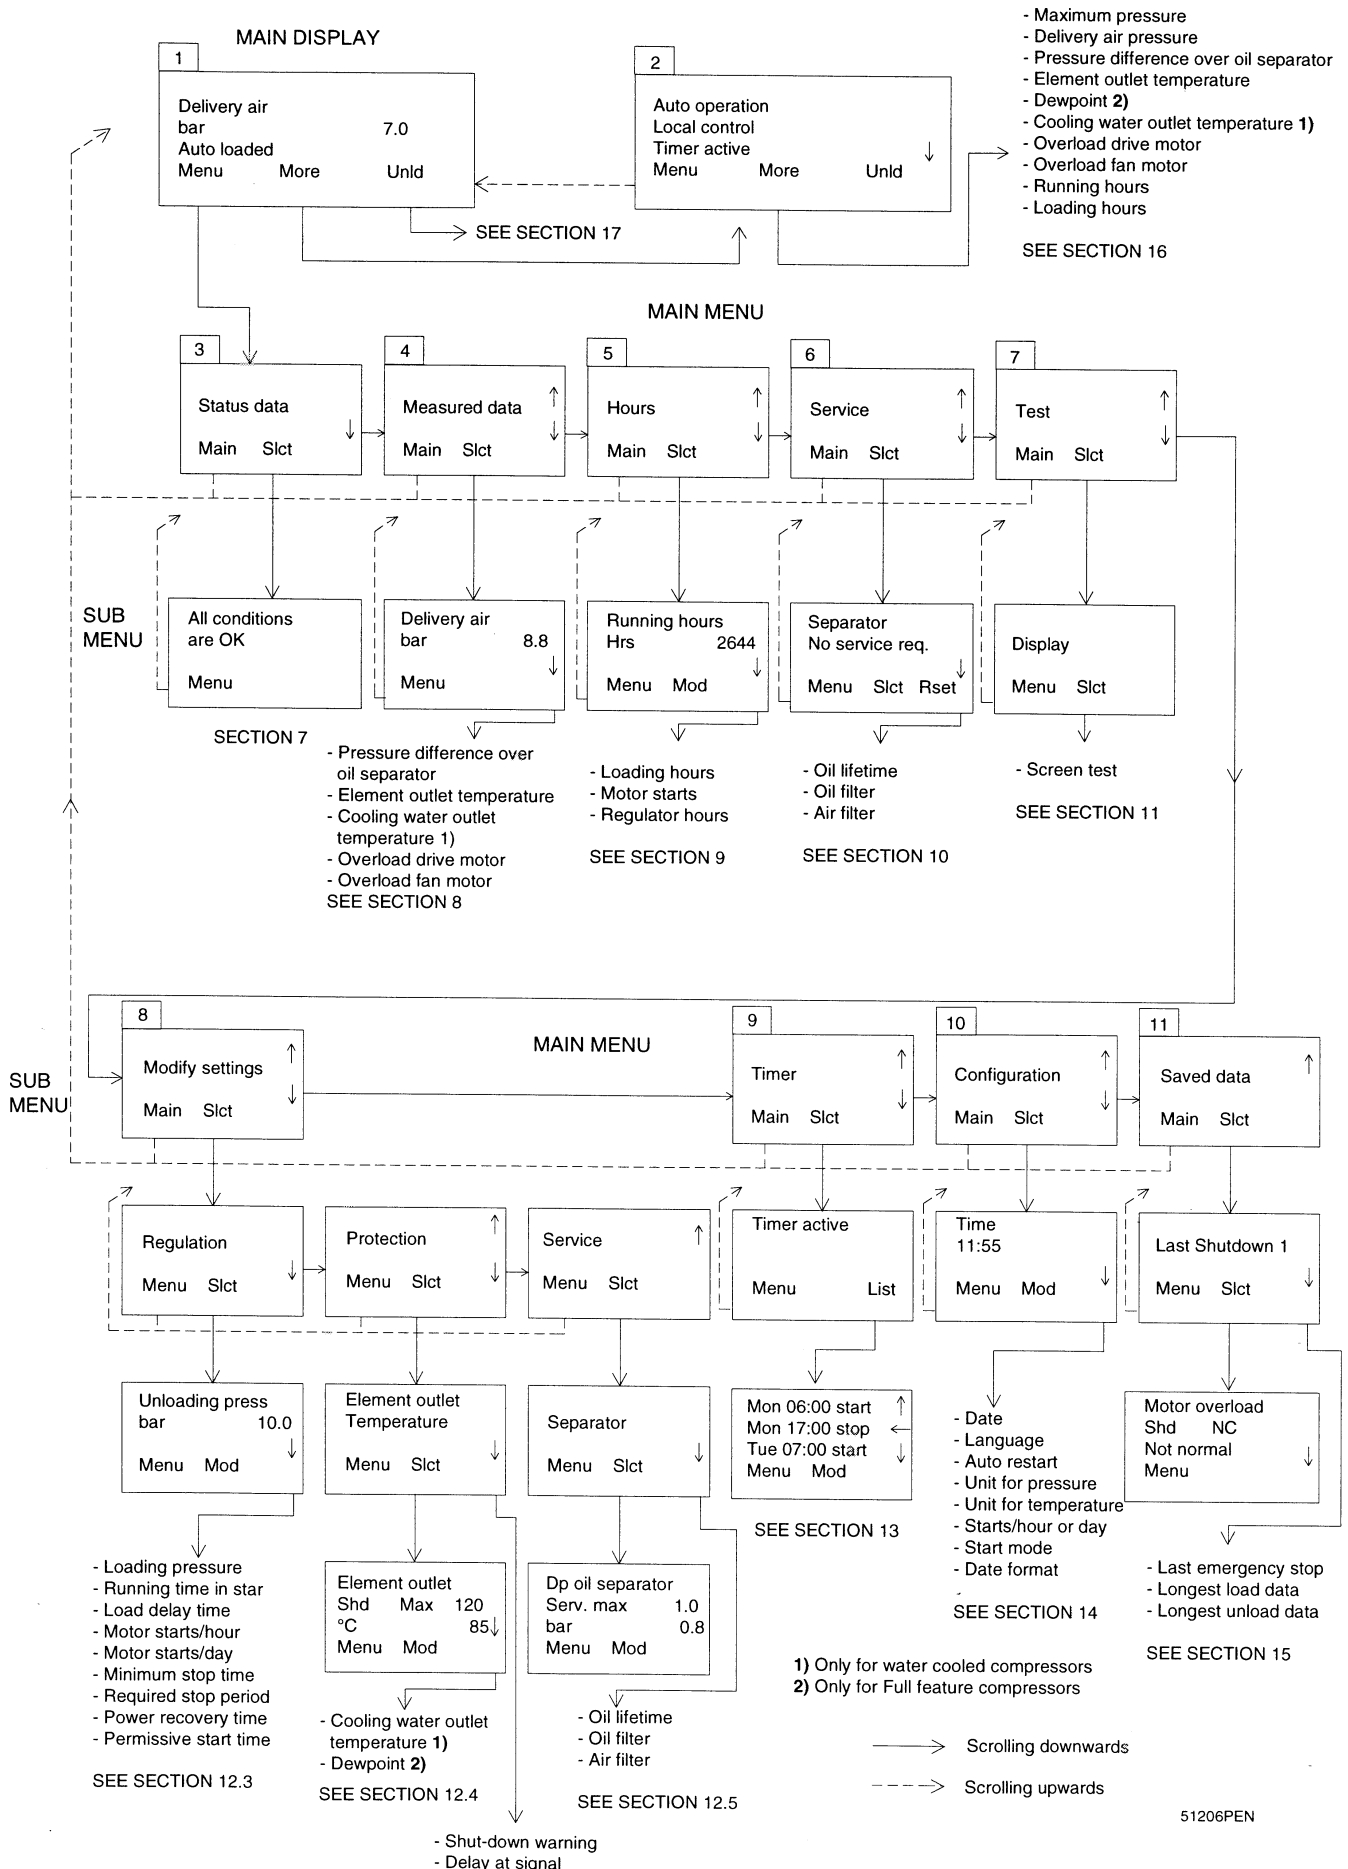 MAIN DISPLAY
1
Delivery air
bar 7.0
Auto loaded
Menu More Unld
2
Auto operation
Local control
Timer active
Menu More Unld
- Maximum pressure
- Delivery air pressure
- Pressure difference over oil separator
- Element outlet temperature
- Dewpoint 2)
- Cooling water outlet temperature 1)
- Overload drive motor
- Overload fan motor
- Running hours
- Loading hours
SEE SECTION 16
SEE SECTION 17
MAIN MENU
3
Status data
Main Slct
4
Measured data
Main Slct
5
Hours
Main Slct
6
Service
Main Slct
7
Test
Main Slct
SUB
MENU
All conditions
are OK
Menu
SECTION 7
Delivery air
bar 8.8
Menu
- Pressure difference over
oil separator
- Element outlet temperature
- Cooling water outlet
temperature 1)
- Overload drive motor
- Overload fan motor
SEE SECTION 8
Running hours
Hrs 2644
Menu Mod
- Loading hours
- Motor starts
- Regulator hours
SEE SECTION 9
Separator
No service req.
Menu Slct Rset
- Oil lifetime
- Oil filter
- Air filter
SEE SECTION 10
Display
Menu Slct
- Screen test
SEE SECTION 11
SUB
MENU
MAIN MENU
8
Modify settings
Main Slct
9
Timer
Main Slct
10
Configuration
Main Slct
11
Saved data
Main Slct
Regulation
Menu Slct
Protection
Menu Slct
Service
Menu Slct
Timer active
Menu List
Time
11:55
Menu Mod
Last Shutdown 1
Menu Slct
Unloading press
bar 10.0
Menu Mod
- Loading pressure
- Running time in star
- Load delay time
- Motor starts/hour
- Motor starts/day
- Minimum stop time
- Required stop period
- Power recovery time
- Permissive start time
SEE SECTION 12.3
Element outlet
Temperature
Menu Slct
Element outlet
Shd Max 120
°C 85
Menu Mod
- Cooling water outlet
temperature 1)
- Dewpoint 2)
SEE SECTION 12.4
- Shut-down warning
- Delay at signal
Separator
Menu Slct
Dp oil separator
Serv. max 1.0
bar 0.8
Menu Mod
- Oil lifetime
- Oil filter
- Air filter
SEE SECTION 12.5
Mon 06:00 start
Mon 17:00 stop
Tue 07:00 start
Menu Mod
SEE SECTION 13
- Date
- Language
- Auto restart
- Unit for pressure
- Unit for temperature
- Starts/hour or day
- Start mode
- Date format
SEE SECTION 14
Motor overload
Shd NC
Not normal
Menu
- Last emergency stop
- Longest load data
- Longest unload data
SEE SECTION 15
1) Only for water cooled compressors
2) Only for Full feature compressors
Scrolling downwards
Scrolling upwards
51206PEN